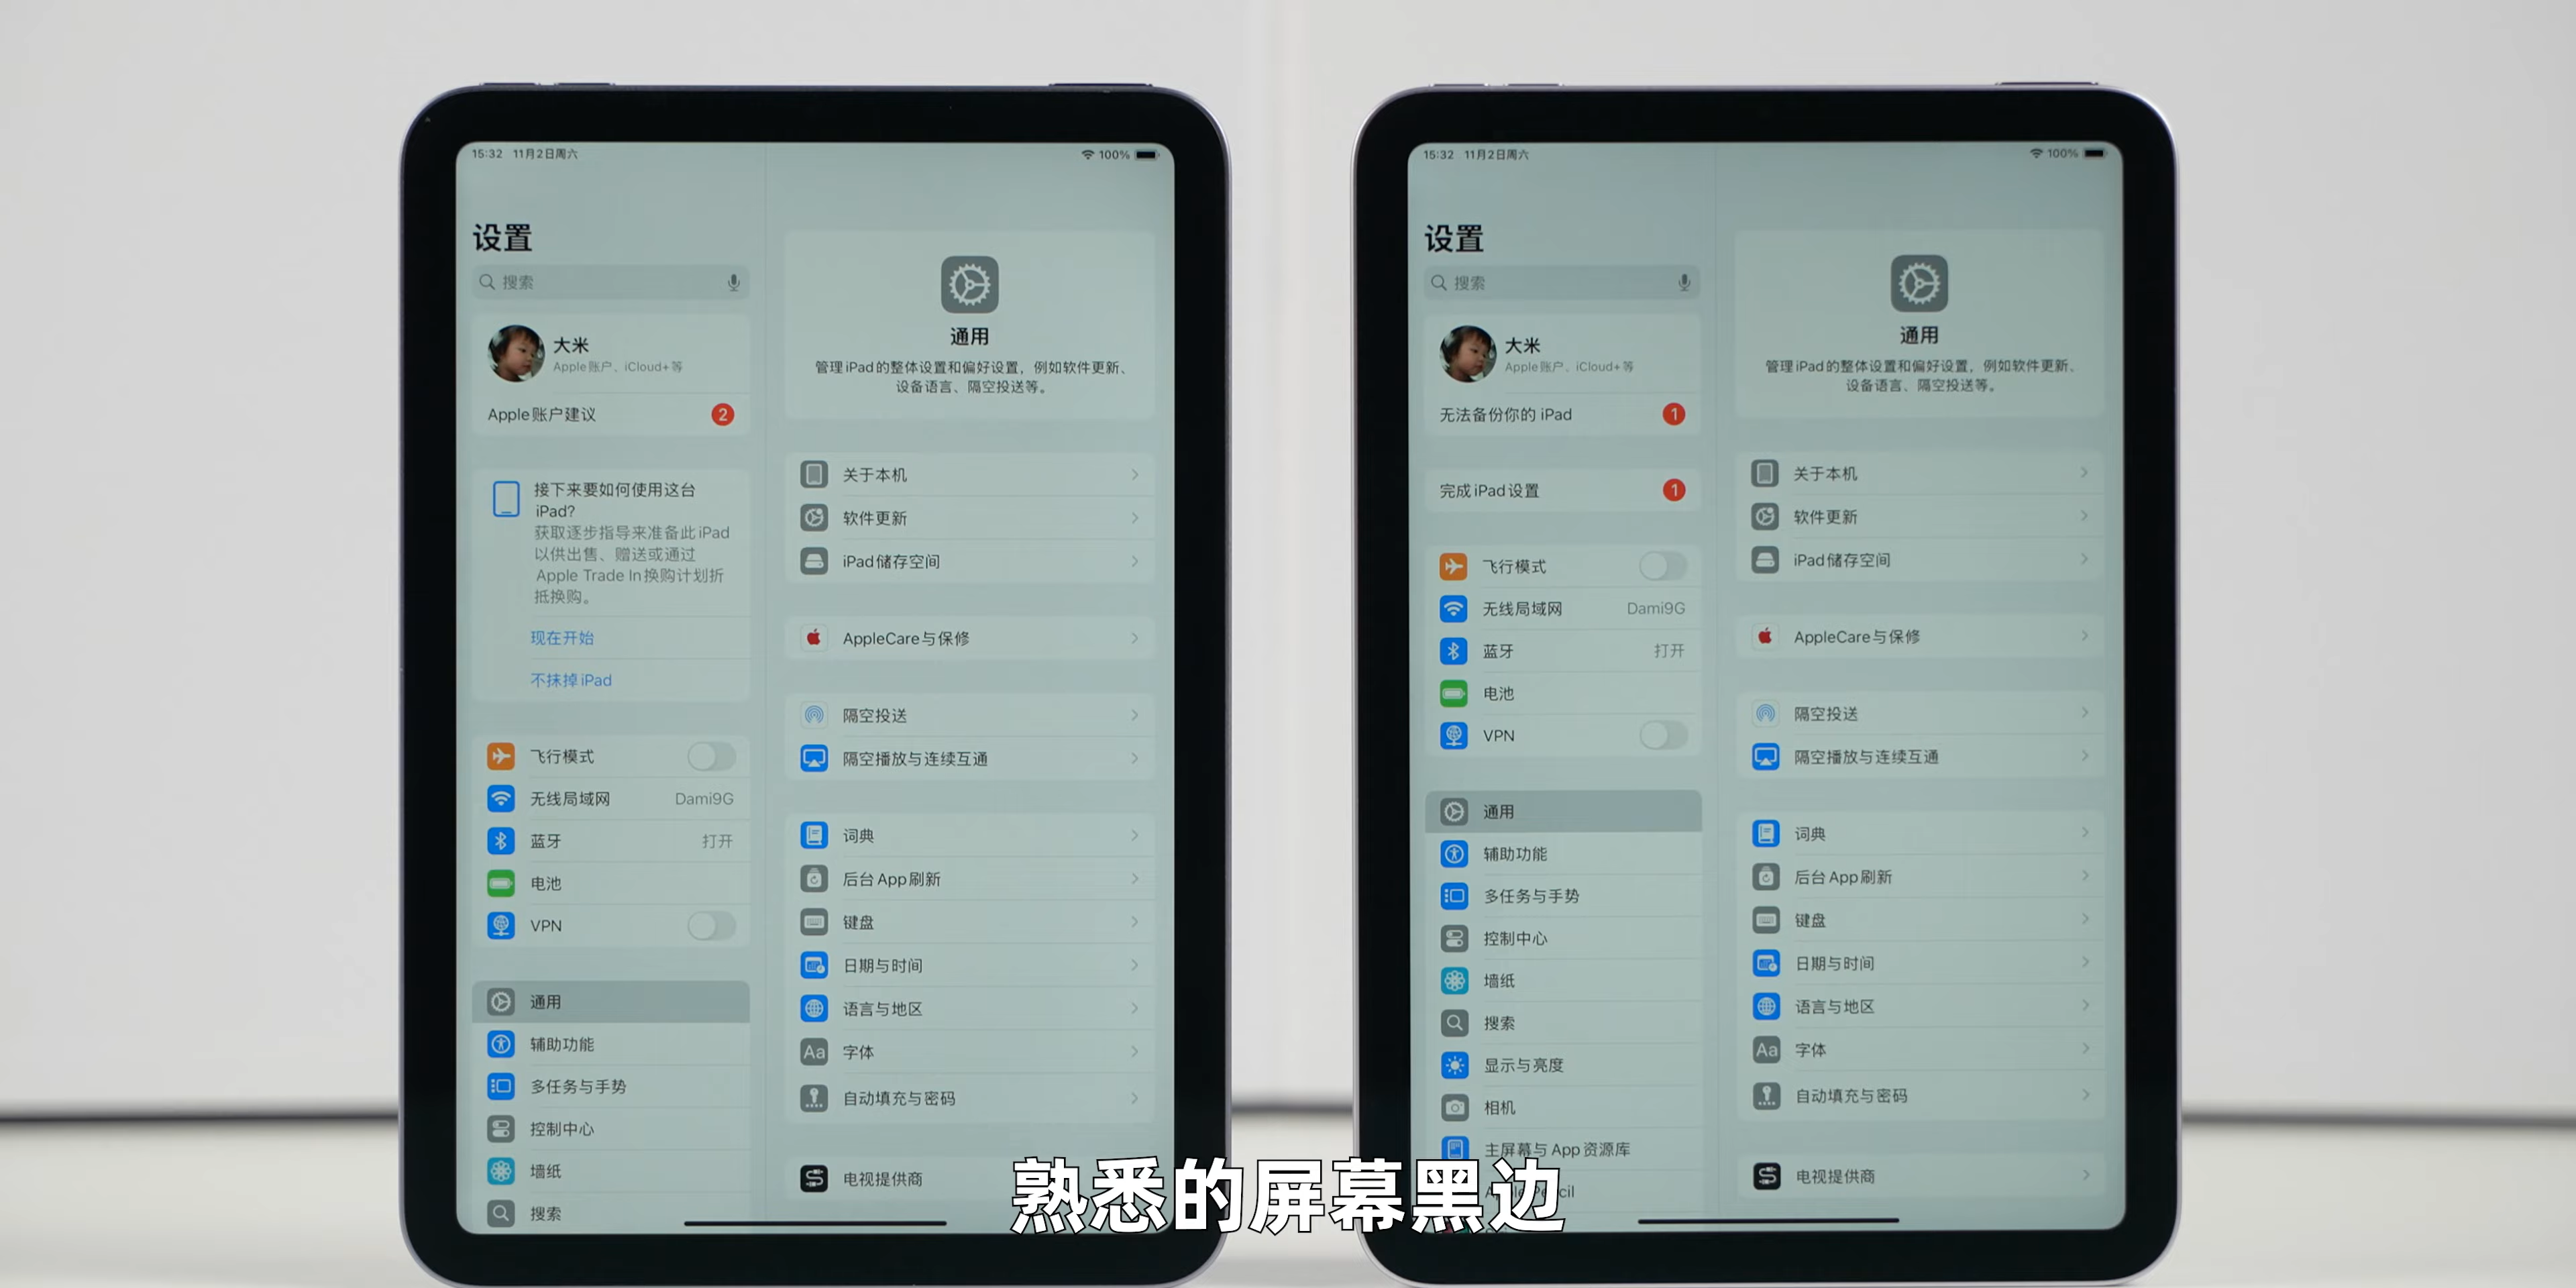 15:32 11月2日周六
100%
设置
搜索
大米
Apple账户、iCloud+等
Apple账户建议
2
接下来要如何使用这台
iPad?
获取逐步指导来准备此iPad
以供出售、赠送或通过
Apple Trade In换购计划折
抵换购。
现在开始
不抹掉iPad
飞行模式
无线局域网 Dami9G
蓝牙 打开
电池
VPN
通用
辅助功能
多任务与手势
控制中心
墙纸
搜索
通用
管理iPad的整体设置和偏好设置，例如软件更新、
设备语言、隔空投送等。
关于本机
软件更新
iPad储存空间
AppleCare与保修
隔空投送
隔空播放与连续互通
词典
后台App刷新
键盘
日期与时间
语言与地区
Aa 字体
自动填充与密码
电视提供商
15:32 11月2日周六
100%
设置
搜索
大米
Apple账户、iCloud+等
无法备份你的 iPad
1
完成iPad设置
1
飞行模式
无线局域网 Dami9G
蓝牙 打开
电池
VPN
通用
辅助功能
多任务与手势
控制中心
墙纸
搜索
显示与亮度
相机
主屏幕与App资源库
Apple Pencil
通用
管理iPad的整体设置和偏好设置，例如软件更新、
设备语言、隔空投送等。
关于本机
软件更新
iPad储存空间
AppleCare与保修
隔空投送
隔空播放与连续互通
词典
后台App刷新
键盘
日期与时间
语言与地区
Aa 字体
自动填充与密码
电视提供商
熟悉的屏幕黑边